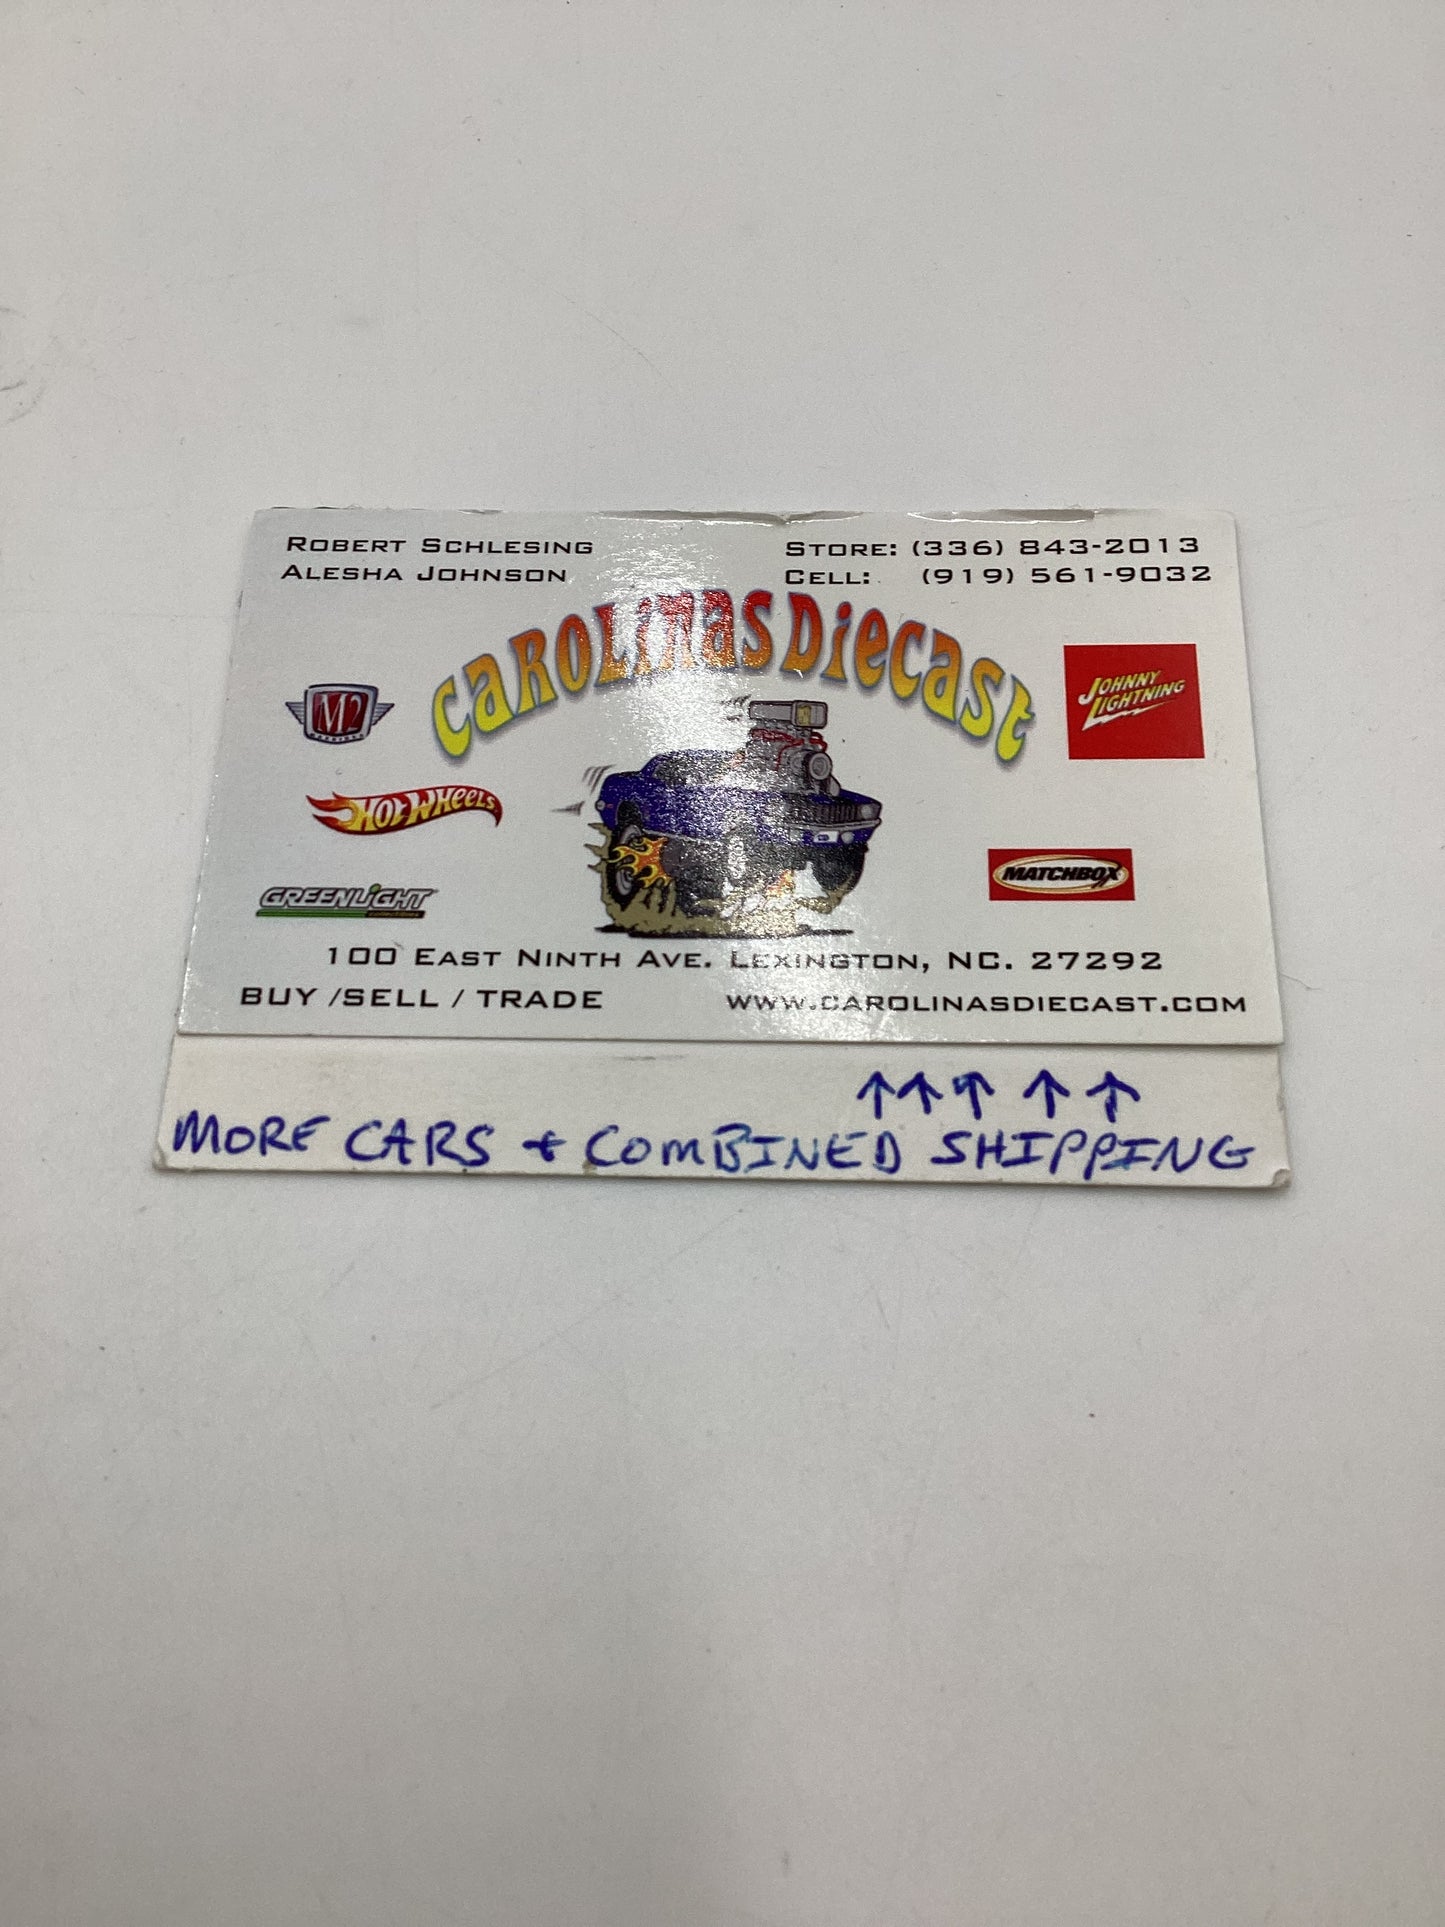 ROBERT SCHLESING
ALESHA JOHNSON
STORE: (336) 843-2013
CELL: (919) 561-9032
CAROLINAS DIECAST
M2
JOHNNY
LIGHTNING
HOT WHEELS
MATCHBOX
GREENLIGHT
collectibles
100 EAST NINTH AVE. LEXINGTON, NC. 27292
BUY /SELL / TRADE
WWW.CAROLINASDIECAST.COM
↑↑↑↑↑
MORE CARS + COMBINED SHIPPING